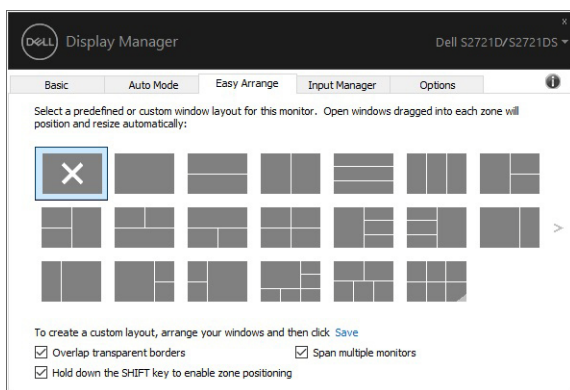 DELL Display Manager
x
Dell S2721D/S2721DS
Basic Auto Mode Easy Arrange Input Manager Options i
Select a predefined or custom window layout for this monitor. Open windows dragged into each zone will
position and resize automatically:
>
To create a custom layout, arrange your windows and then click Save
Overlap transparent borders Span multiple monitors
Hold down the SHIFT key to enable zone positioning